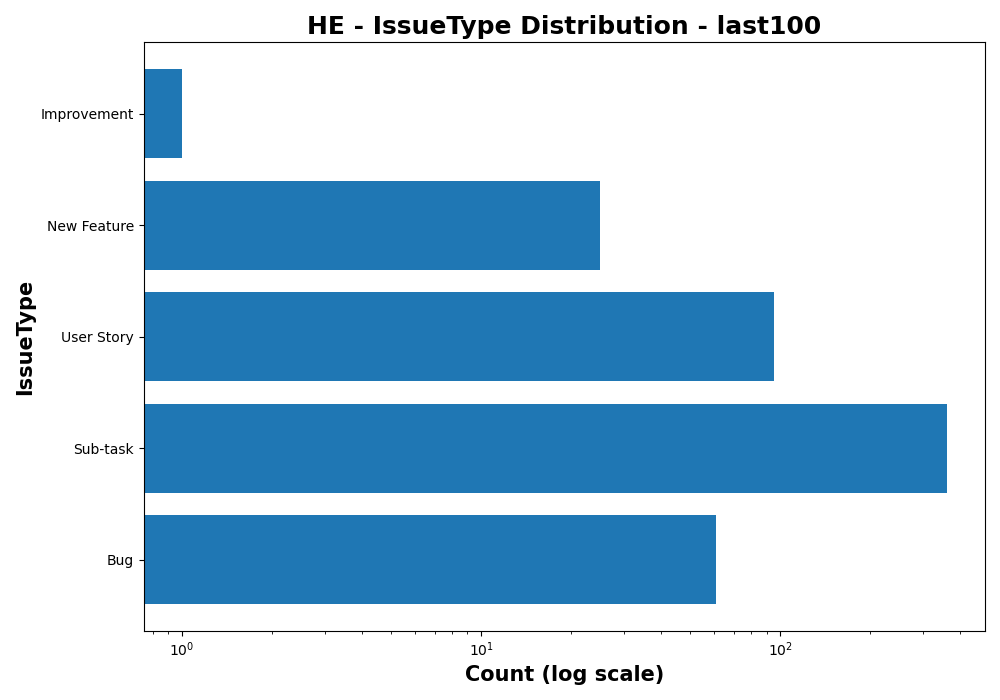 HE - IssueType Distribution - last100
IssueType
Improvement
New Feature
User Story
Sub-task
Bug
10⁰ 10¹ 10²
Count (log scale)